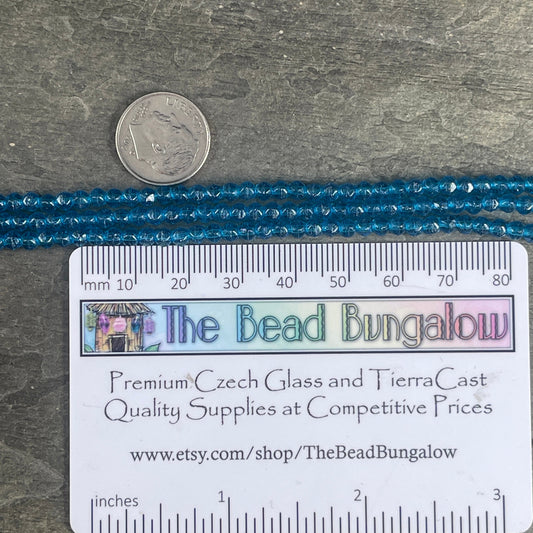 mm 10 20 30 40 50 60 70 80
The Bead Bungalow
Premium Czech Glass and TierraCast
Quality Supplies at Competitive Prices
www.etsy.com/shop/TheBeadBungalow
inches 1 2 3